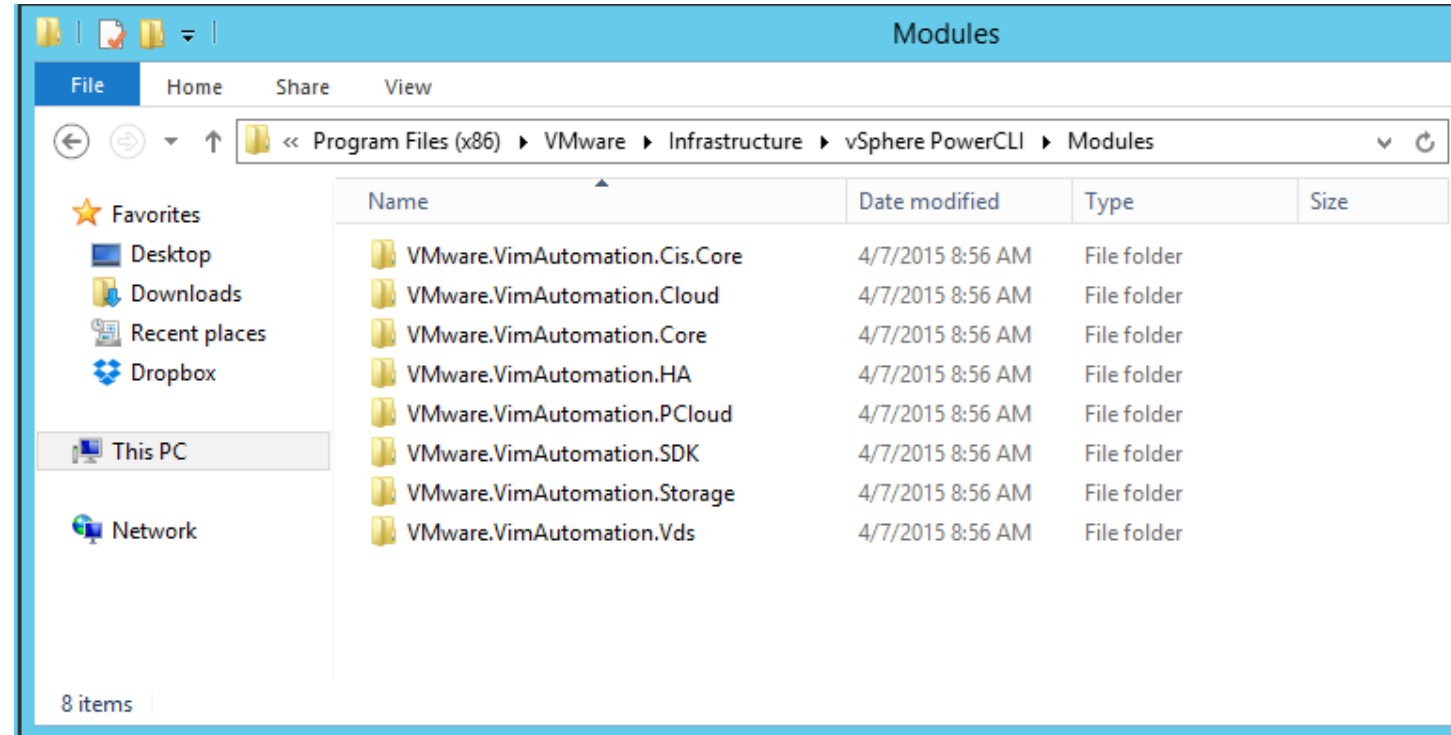 Modules
File Home Share View
« Program Files (x86) VMware Infrastructure vSphere PowerCLI Modules
Name Date modified Type Size
Favorites
Desktop
Downloads
Recent places
Dropbox
This PC
Network
VMware.VimAutomation.Cis.Core 4/7/2015 8:56 AM File folder
VMware.VimAutomation.Cloud 4/7/2015 8:56 AM File folder
VMware.VimAutomation.Core 4/7/2015 8:56 AM File folder
VMware.VimAutomation.HA 4/7/2015 8:56 AM File folder
VMware.VimAutomation.PCloud 4/7/2015 8:56 AM File folder
VMware.VimAutomation.SDK 4/7/2015 8:56 AM File folder
VMware.VimAutomation.Storage 4/7/2015 8:56 AM File folder
VMware.VimAutomation.Vds 4/7/2015 8:56 AM File folder
8 items